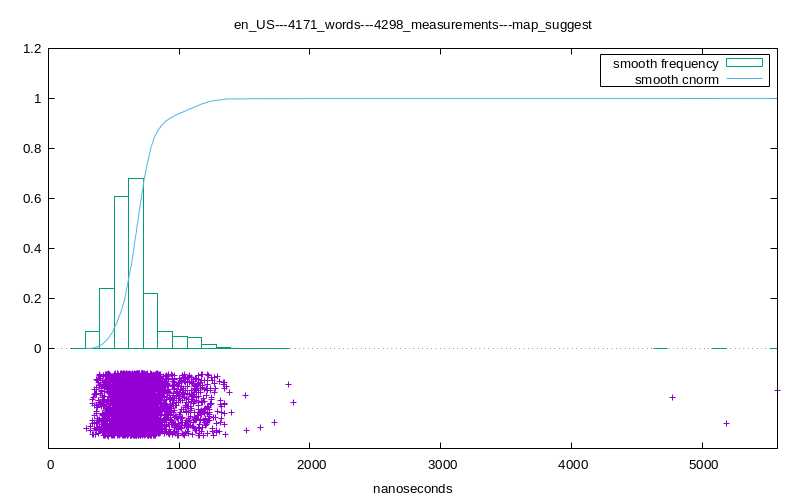 en_US---4171_words---4298_measurements---map_suggest
1.2
smooth frequency
smooth cnorm
1
0.8
0.6
0.4
0.2
0
0 1000 2000 3000 4000 5000
nanoseconds